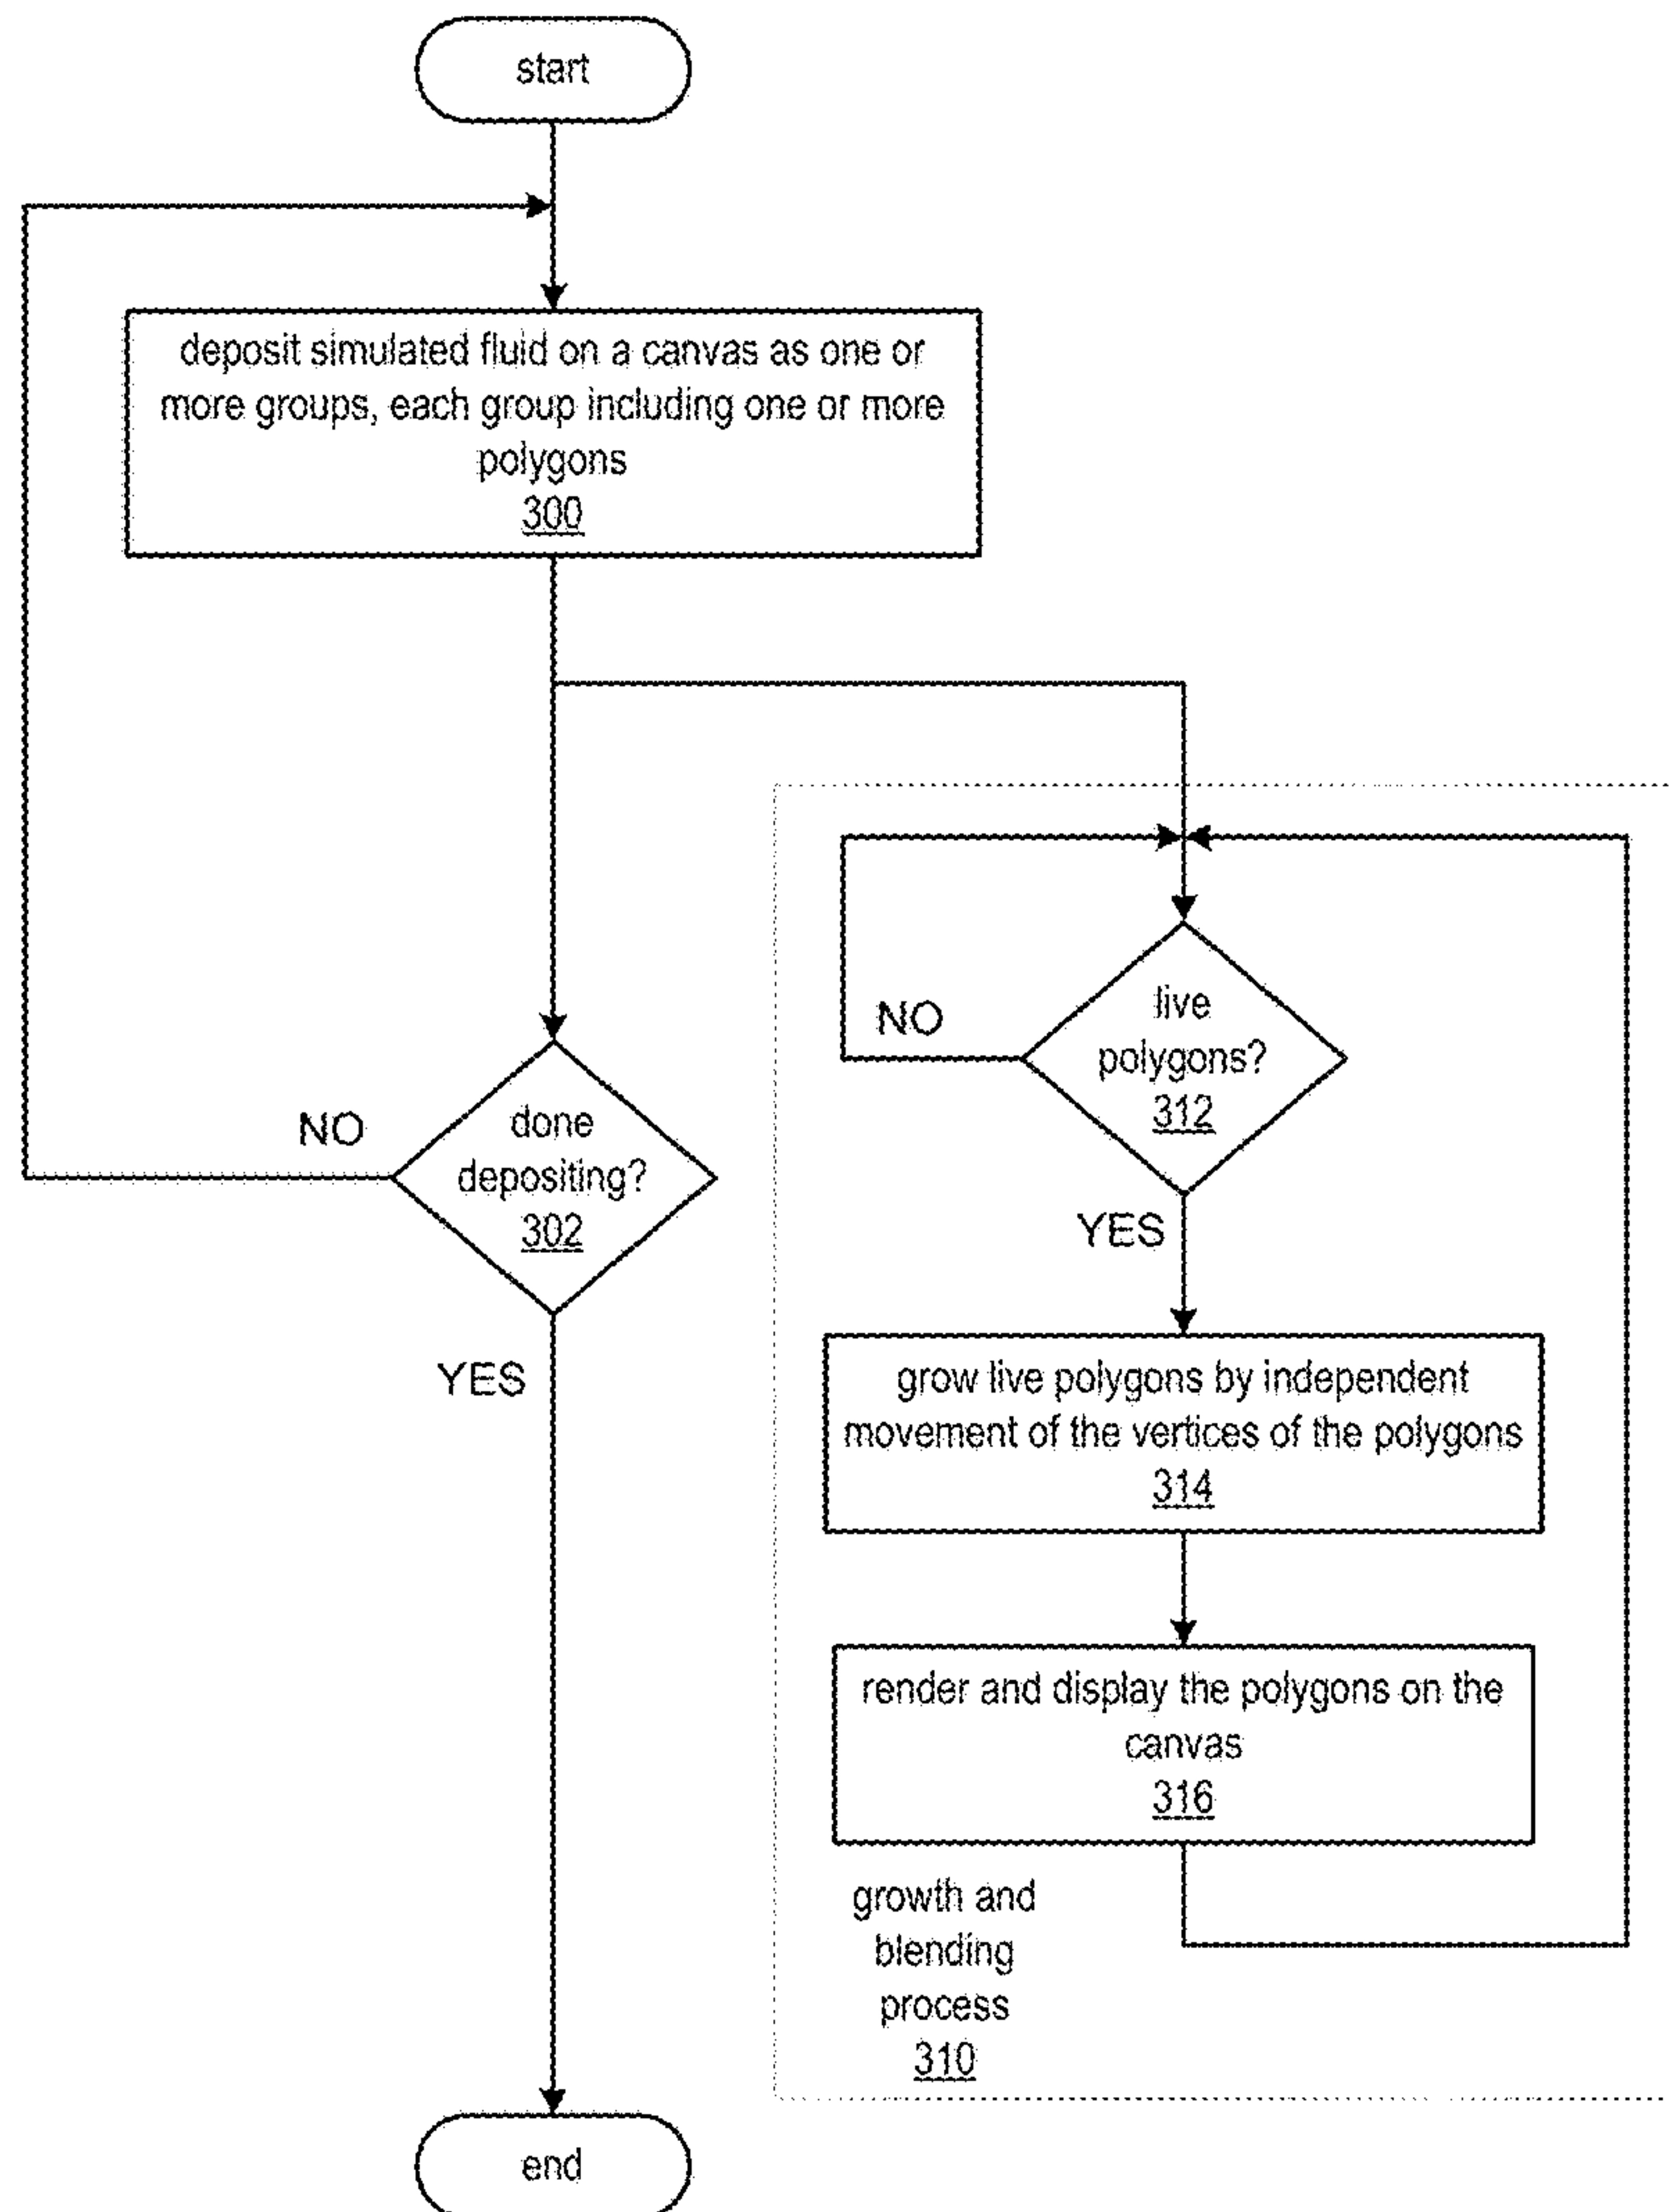 start
deposit simulated fluid on a canvas as one or
more groups, each group including one or more
polygons
300
done
depositing?
302
NO
YES
live
polygons?
312
NO
YES
grow live polygons by independent
movement of the vertices of the polygons
314
render and display the polygons on the
canvas
316
growth and
blending
process
310
end